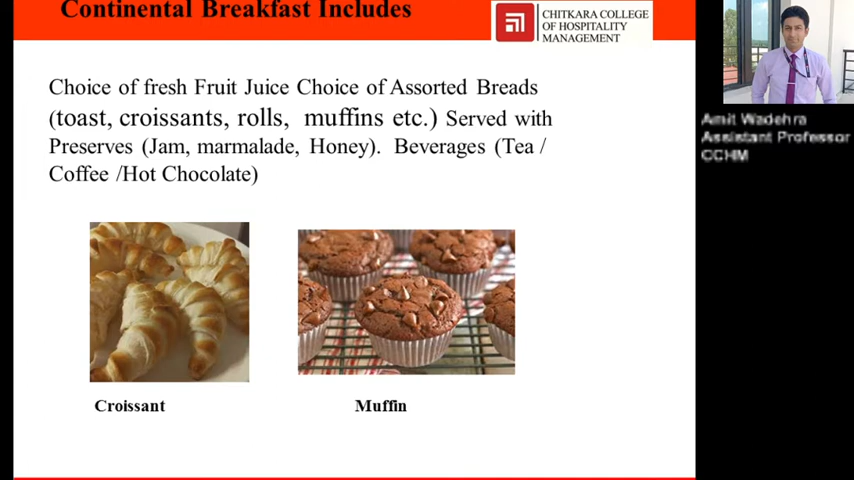 Continental Breakfast Includes
CHITKARA COLLEGE
OF HOSPITALITY
MANAGEMENT
Choice of fresh Fruit Juice Choice of Assorted Breads
(toast, croissants, rolls, muffins etc.) Served with
Preserves (Jam, marmalade, Honey). Beverages (Tea /
Coffee /Hot Chocolate)
Croissant
Muffin
Amit Wadehra
Assistant Professor
CCHM